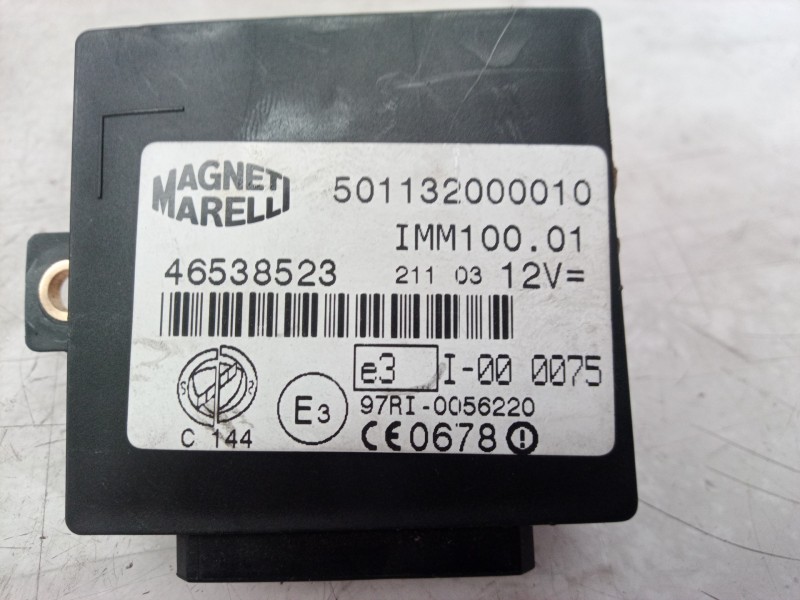 MAGNETI
MARELLI
501132000010
IMM100.01
46538523 211 03 12V=
e3 I-00 0075
E3 97RI-0056220
C 144 CE0678